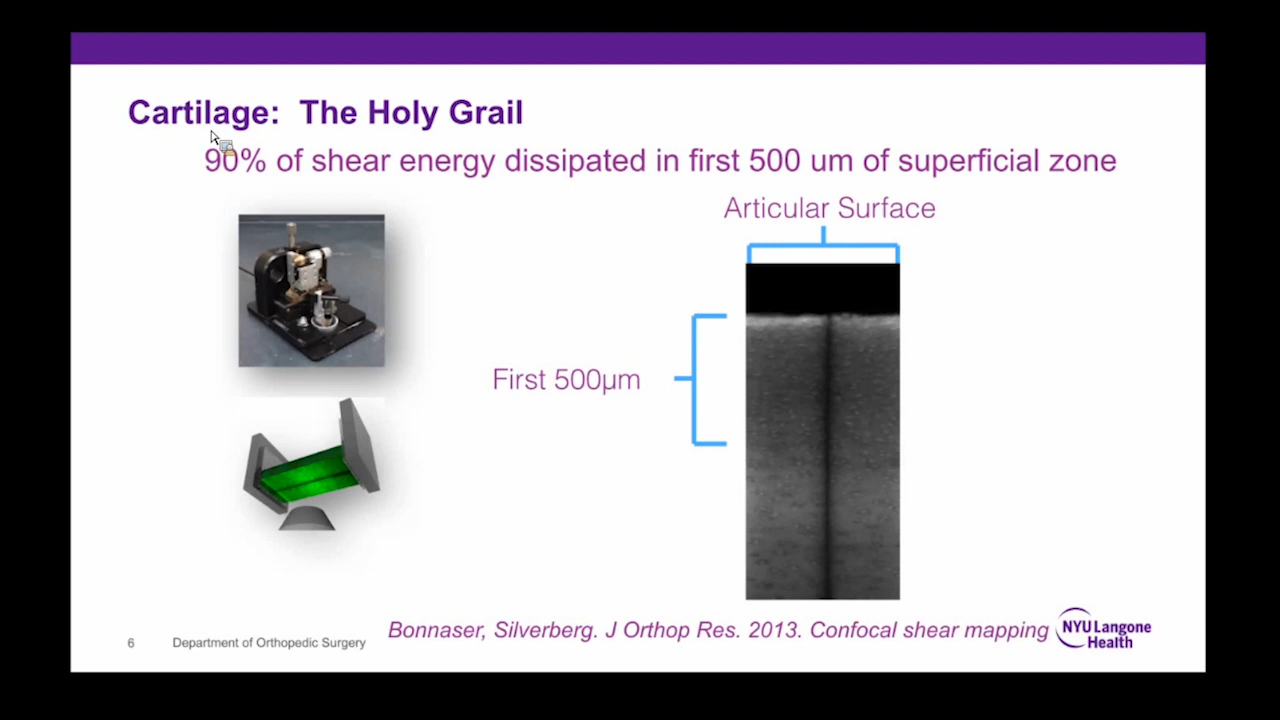 Cartilage: The Holy Grail
90% of shear energy dissipated in first 500 um of superficial zone
Articular Surface
First 500µm
Bonnaser, Silverberg. J Orthop Res. 2013. Confocal shear mapping
6
Department of Orthopedic Surgery
NYU Langone
Health